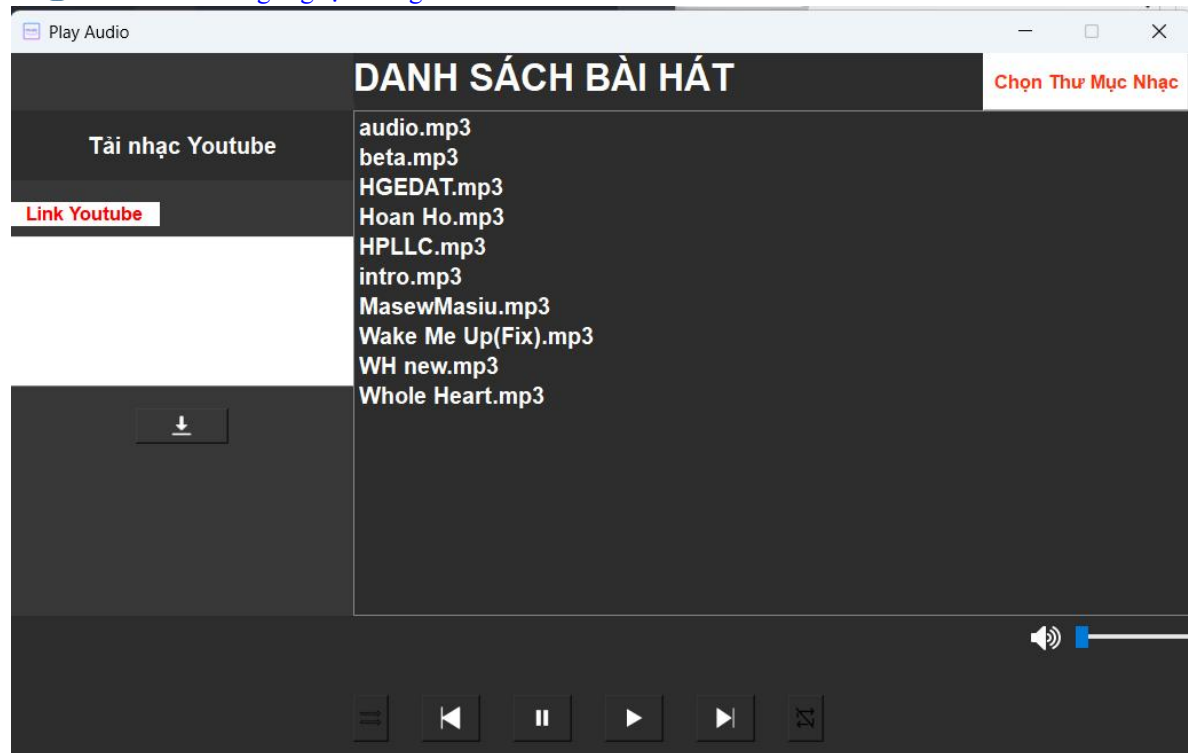 Play Audio
DANH SÁCH BÀI HÁT
Chọn Thư Mục Nhạc
Tải nhạc Youtube
Link Youtube
audio.mp3
beta.mp3
HGEDAT.mp3
Hoan Ho.mp3
HPLLC.mp3
intro.mp3
MasewMasiu.mp3
Wake Me Up(Fix).mp3
WH new.mp3
Whole Heart.mp3